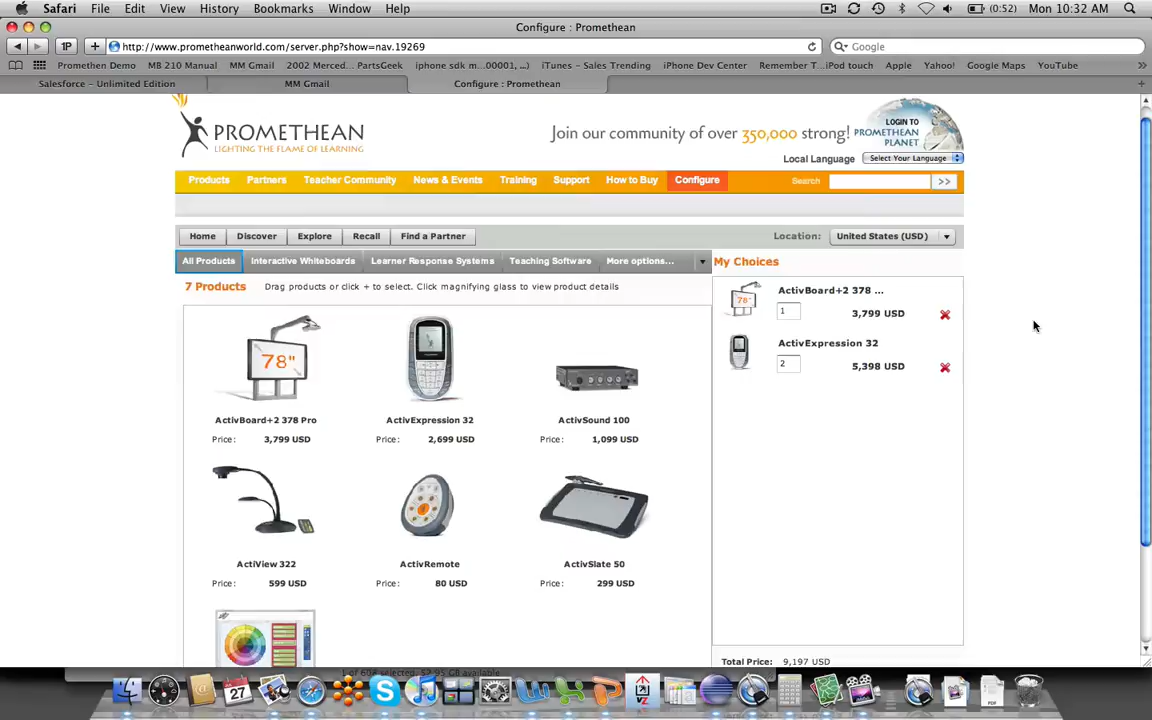 Safari File Edit View History Bookmarks Window Help (0:52) Mon 10:32 AM
Configure : Promethean
1P + http://www.prometheanworld.com/server.php?show=nav.19269 Google
Promethean Demo MB 210 Manual MM Gmail 2002 Merced... PartsGeek iphone sdk m...00001, ...) iTunes - Sales Trending iPhone Dev Center Remember T...iPod touch Apple Yahoo! Google Maps YouTube
Salesforce - Unlimited Edition MM Gmail Configure : Promethean
PROMETHEAN
LIGHTING THE FLAME OF LEARNING
Join our community of over 350,000 strong!
LOGIN TO
PROMETHEAN
PLANET
Local Language Select Your Language
Products Partners Teacher Community News & Events Training Support How to Buy Configure Search >>
Home Discover Explore Recall Find a Partner Location: United States (USD)
All Products Interactive Whiteboards Learner Response Systems Teaching Software More options... My Choices
7 Products Drag products or click + to select. Click magnifying glass to view product details
78"
ActivBoard+2 378 Pro
Price: 3,799 USD
ActivExpression 32
Price: 2,699 USD
ActivSound 100
Price: 1,099 USD
ActiView 322
Price: 599 USD
ActivRemote
Price: 80 USD
ActivSlate 50
Price: 299 USD
78"
ActivBoard+2 378 ...
1 3,799 USD
ActivExpression 32
2 5,398 USD
Total Price: 9,197 USD
27